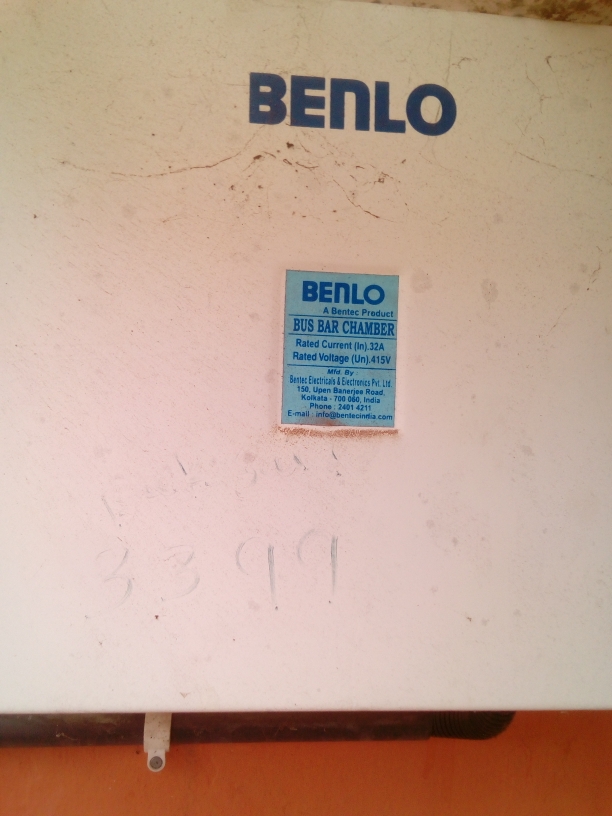 BENLO
BENLO
A Bentec Product
BUS BAR CHAMBER
Rated Current (In).32A
Rated Voltage (Un).415V
Mfd. By :
Bentec Electricals & Electronics Pvt. Ltd.
150, Upen Banerjee Road,
Kolkata - 700 060, India
Phone : 2401 4211
E-mail : info@bentecindia.com
3399